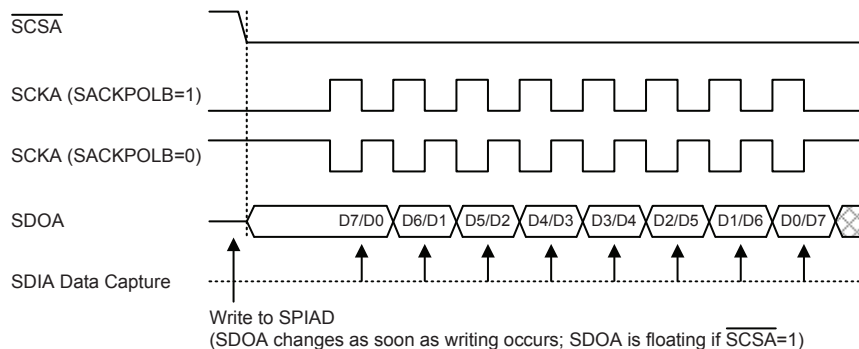 SCSA
SCKA (SACKPOLB=1)
SCKA (SACKPOLB=0)
SDOA
D7/D0 D6/D1 D5/D2 D4/D3 D3/D4 D2/D5 D1/D6 D0/D7
SDIA Data Capture
Write to SPIAD
(SDOA changes as soon as writing occurs; SDOA is floating if SCSA=1)